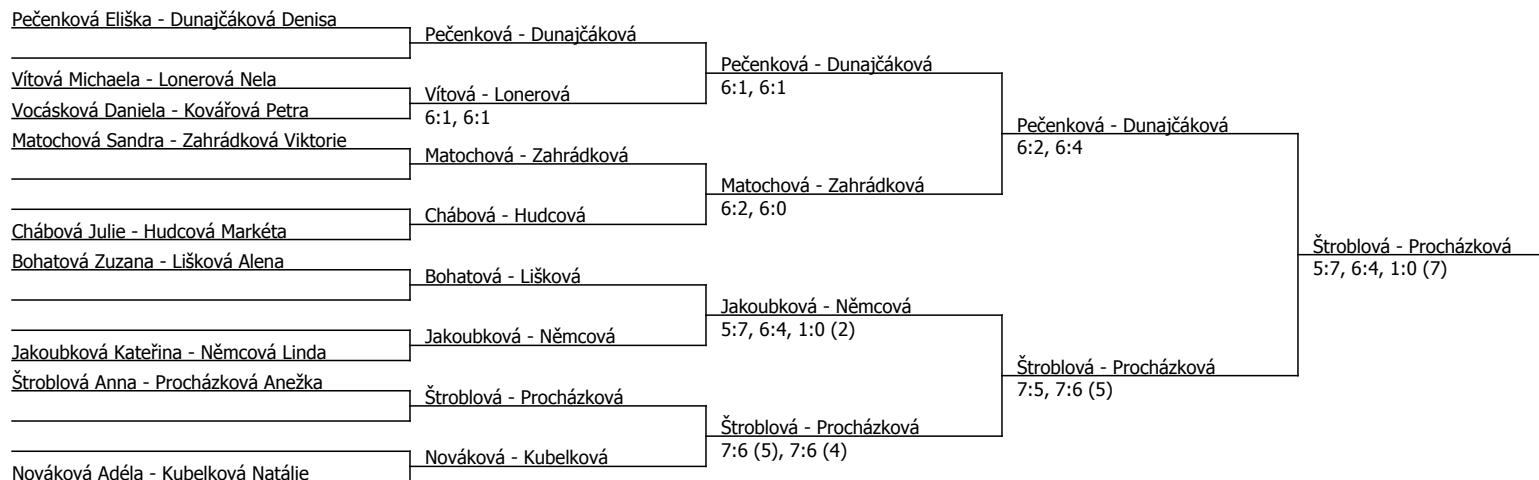 Pečenková Eliška - Dunajčáková Denisa
Vítová Michaela - Lonerová Nela
Vocásková Daniela - Kovářová Petra
Matochová Sandra - Zahrádková Viktorie
Chábová Julie - Hudcová Markéta
Bohatová Zuzana - Lišková Alena
Jakoubková Kateřina - Němcová Linda
Štroblová Anna - Procházková Anežka
Nováková Adéla - Kubelková Natálie
Pečenková - Dunajčáková
Vítová - Lonerová
6:1, 6:1
Matochová - Zahrádková
Chábová - Hudcová
Bohatová - Lišková
Jakoubková - Němcová
Štroblová - Procházková
Nováková - Kubelková
Pečenková - Dunajčáková
6:1, 6:1
Matochová - Zahrádková
6:2, 6:0
Jakoubková - Němcová
5:7, 6:4, 1:0 (2)
Štroblová - Procházková
7:6 (5), 7:6 (4)
Pečenková - Dunajčáková
6:2, 6:4
Štroblová - Procházková
7:5, 7:6 (5)
Štroblová - Procházková
5:7, 6:4, 1:0 (7)